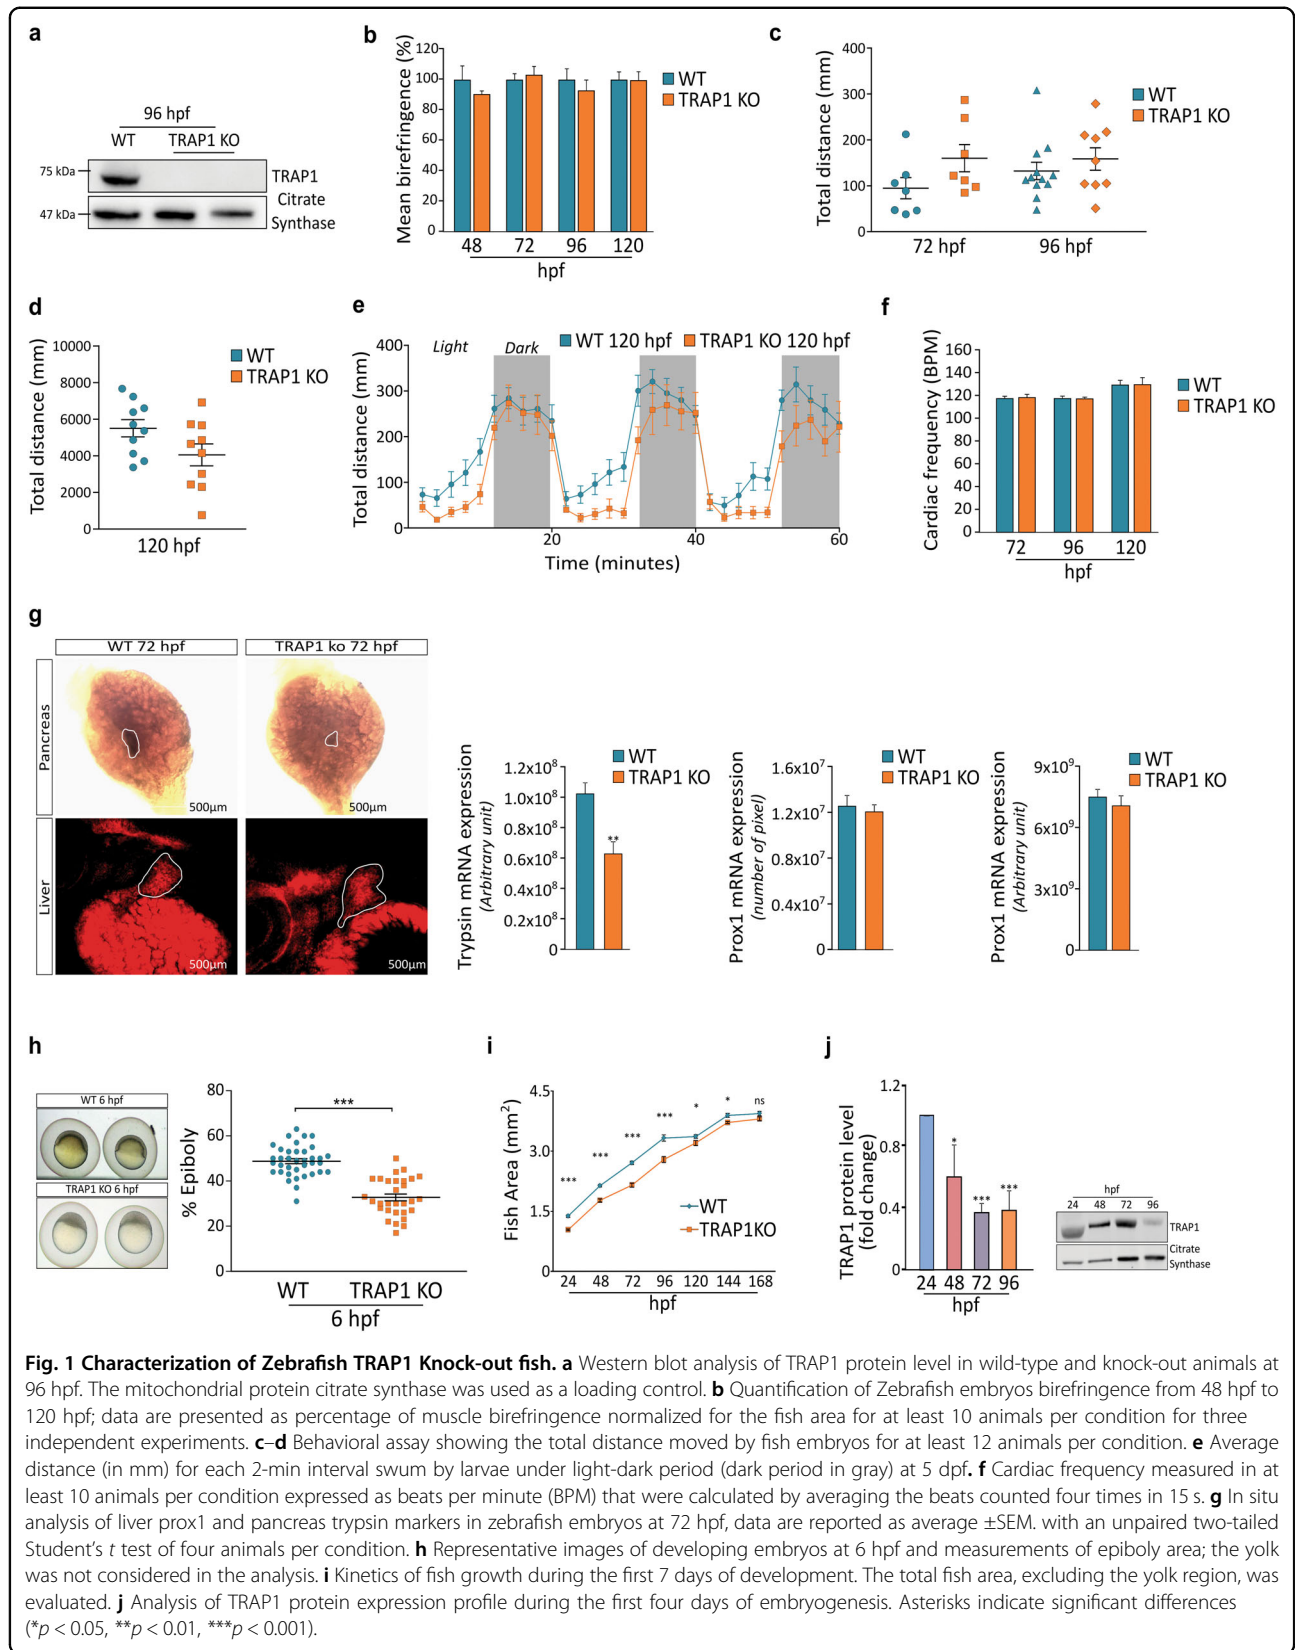 a
96 hpf
WT TRAP1 KO
75 kDa
TRAP1
Citrate
47 kDa
Synthase
b
Mean birefringence (%)
120
100
80
60
40
20
0
48 72 96 120
hpf
WT
TRAP1 KO
c
Total distance (mm)
400
300
200
100
0
72 hpf 96 hpf
WT
TRAP1 KO
d
Total distance (mm)
10000
8000
6000
4000
2000
0
120 hpf
WT
TRAP1 KO
e
WT 120 hpf TRAP1 KO 120 hpf
Light Dark
Total distance (mm)
400
300
200
100
0
20 40 60
Time (minutes)
f
Cardiac frequency (BPM)
160
140
120
100
80
60
40
20
0
72 96 120
hpf
WT
TRAP1 KO
g
WT 72 hpf TRAP1 ko 72 hpf
Pancreas
500µm 500µm
Liver
500µm 500µm
Trypsin mRNA expression
(Arbitrary unit)
1.2x10⁸
1.0x10⁸
0.8x10⁸
0.6x10⁸
0.4x10⁸
0.2x10⁸
0
**
WT
TRAP1 KO
Prox1 mRNA expression
(number of pixel)
1.6x10⁷
1.2x10⁷
0.8x10⁷
0.4x10⁷
0
WT
TRAP1 KO
Prox1 mRNA expression
(Arbitrary unit)
9x10⁹
6x10⁹
3x10⁹
0
WT
TRAP1 KO
h
WT 6 hpf
TRAP1 KO 6 hpf
% Epiboly
80
60
40
20
0
***
WT TRAP1 KO
6 hpf
i
Fish Area (mm²)
4.5
3.0
1.5
0
*** *** *** *** * * ns
WT
TRAP1KO
24 48 72 96 120 144 168
hpf
j
TRAP1 protein level
(fold change)
1.2
0.8
0.4
0
* *** ***
24 48 72 96
hpf
hpf
24 48 72 96
TRAP1
Citrate
Synthase
Fig. 1 Characterization of Zebrafish TRAP1 Knock-out fish. a Western blot analysis of TRAP1 protein level in wild-type and knock-out animals at
96 hpf. The mitochondrial protein citrate synthase was used as a loading control. b Quantification of Zebrafish embryos birefringence from 48 hpf to
120 hpf; data are presented as percentage of muscle birefringence normalized for the fish area for at least 10 animals per condition for three
independent experiments. c–d Behavioral assay showing the total distance moved by fish embryos for at least 12 animals per condition. e Average
distance (in mm) for each 2-min interval swum by larvae under light-dark period (dark period in gray) at 5 dpf. f Cardiac frequency measured in at
least 10 animals per condition expressed as beats per minute (BPM) that were calculated by averaging the beats counted four times in 15 s. g In situ
analysis of liver prox1 and pancreas trypsin markers in zebrafish embryos at 72 hpf, data are reported as average ±SEM. with an unpaired two-tailed
Student's t test of four animals per condition. h Representative images of developing embryos at 6 hpf and measurements of epiboly area; the yolk
was not considered in the analysis. i Kinetics of fish growth during the first 7 days of development. The total fish area, excluding the yolk region, was
evaluated. j Analysis of TRAP1 protein expression profile during the first four days of embryogenesis. Asterisks indicate significant differences
(*p < 0.05, **p < 0.01, ***p < 0.001).